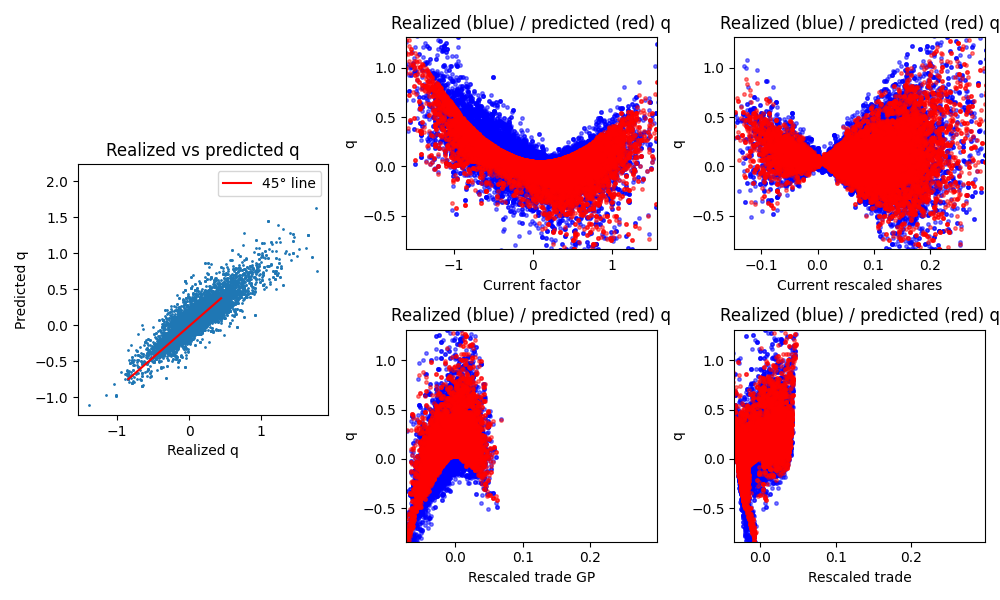 Realized vs predicted q
45° line
Predicted q
2.0
1.5
1.0
0.5
0.0
−0.5
−1.0
−1
0
1
Realized q
Realized (blue) / predicted (red) q
q
1.0
0.5
0.0
−0.5
−1
0
1
Current factor
Realized (blue) / predicted (red) q
q
1.0
0.5
0.0
−0.5
−0.1
0.0
0.1
0.2
Current rescaled shares
Realized (blue) / predicted (red) q
q
1.0
0.5
0.0
−0.5
0.0
0.1
0.2
Rescaled trade GP
Realized (blue) / predicted (red) q
q
1.0
0.5
0.0
−0.5
0.0
0.1
0.2
Rescaled trade